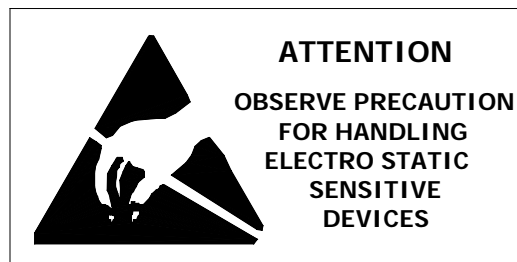 ATTENTION
OBSERVE PRECAUTION
FOR HANDLING
ELECTRO STATIC
SENSITIVE
DEVICES